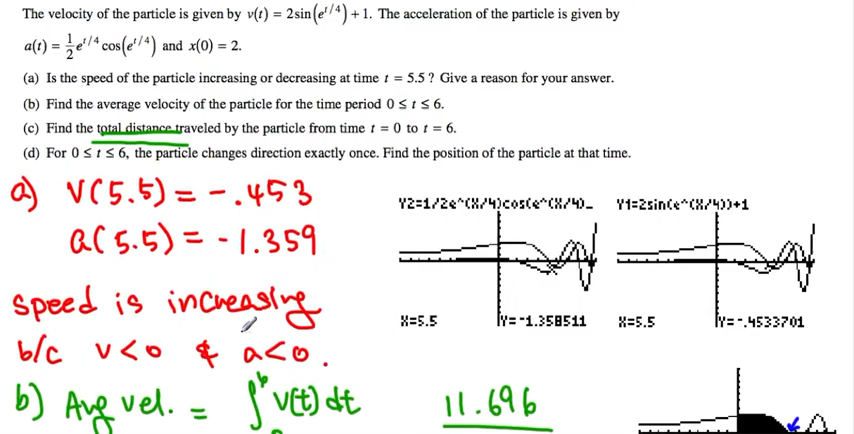 The velocity of the particle is given by v(t) = 2sin(e^(t/4)) + 1. The acceleration of the particle is given by
a(t) = 1/2 e^(t/4) cos(e^(t/4)) and x(0) = 2.
(a) Is the speed of the particle increasing or decreasing at time t = 5.5? Give a reason for your answer.
(b) Find the average velocity of the particle for the time period 0 ≤ t ≤ 6.
(c) Find the total distance traveled by the particle from time t = 0 to t = 6.
(d) For 0 ≤ t ≤ 6, the particle changes direction exactly once. Find the position of the particle at that time.
a) v(5.5) = -.453
a(5.5) = -1.359
speed is increasing
b/c v<0 & a<0.
Y2=1/2e^(X/4)cos(e^(X/4)…
X=5.5 Y=-1.358511
Y1=2sin(e^(X/4))+1
X=5.5 Y=-.4533701
b) Avg vel. = ∫^b v(t) dt
11.696